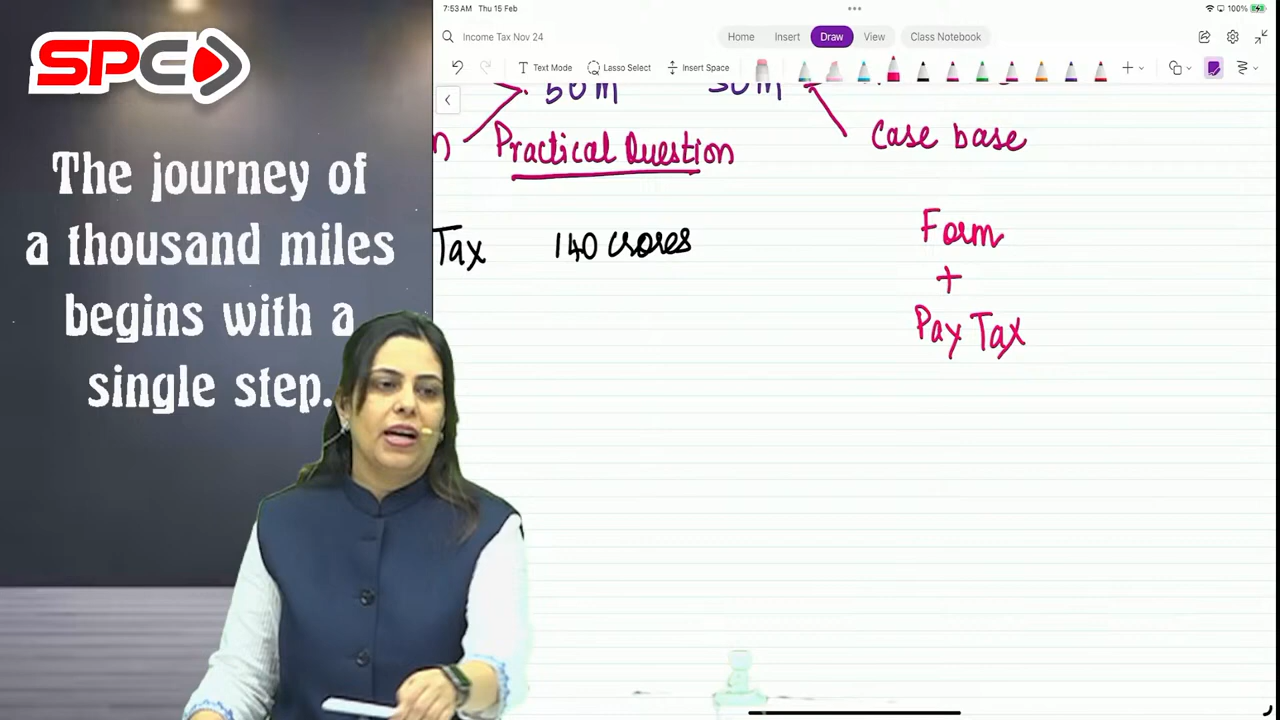 SPE
The journey of
a thousand miles
begins with a
single step.
7:53 AM Thu 15 Feb
100%
Income Tax Nov 24
Home Insert Draw View Class Notebook
Text Mode Lasso Select Insert Space
50M 50M
n Practical Question case base
Tax 140 crores
Form
+
Pay Tax